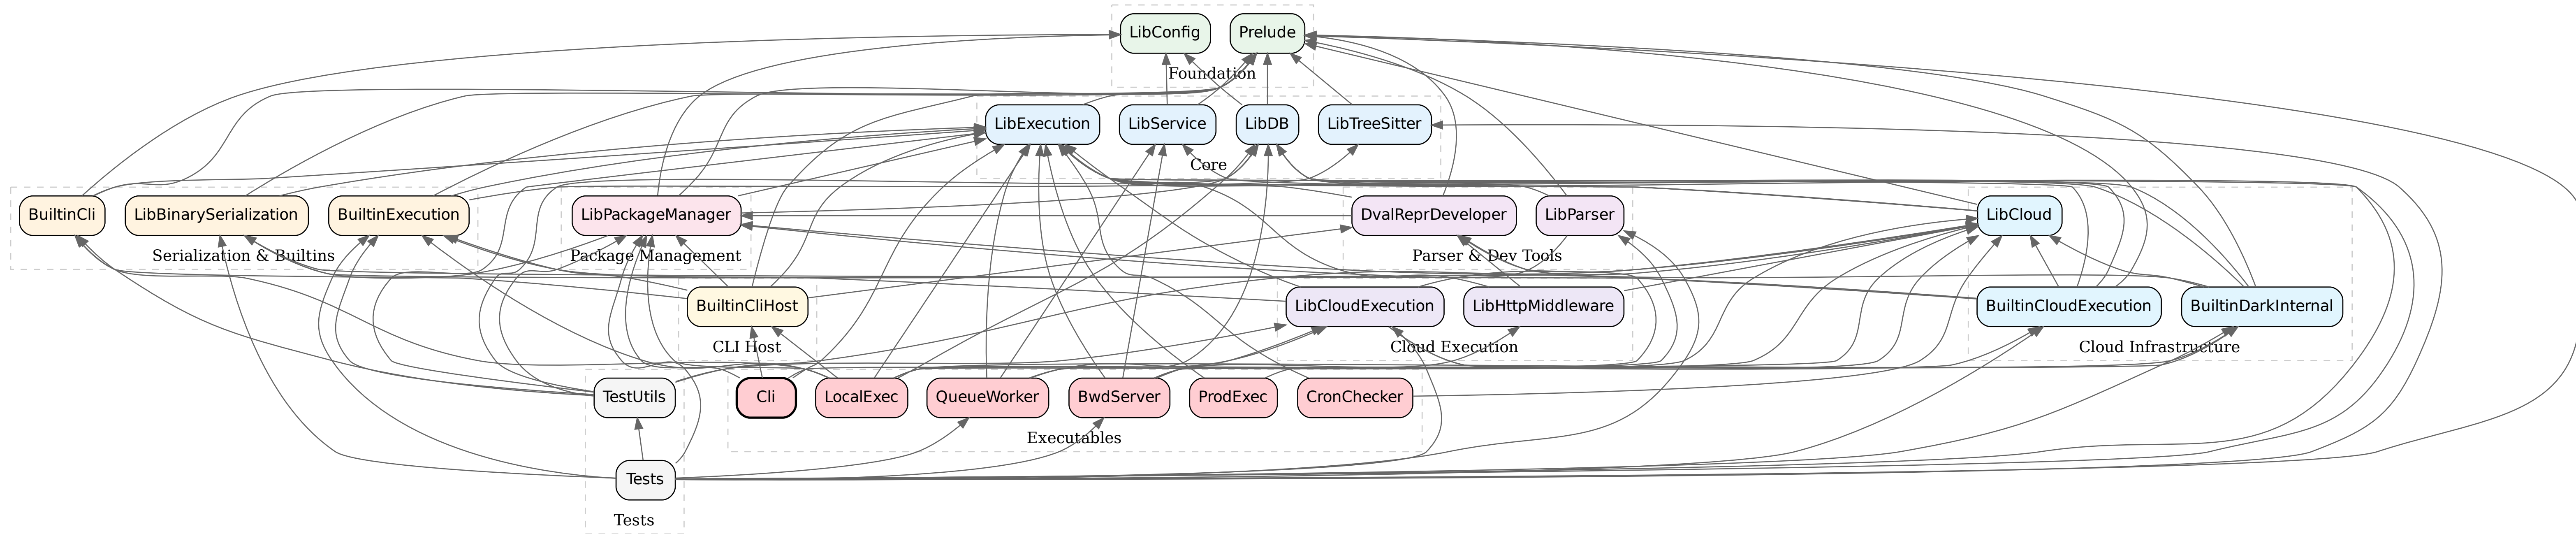 LibConfig
Prelude
Foundation
LibExecution
LibService
LibDB
LibTreeSitter
Core
BuiltinCli
LibBinarySerialization
BuiltinExecution
LibPackageManager
DvalReprDeveloper
LibParser
LibCloud
Serialization & Builtins
Package Management
Parser & Dev Tools
BuiltinCliHost
LibCloudExecution
LibHttpMiddleware
BuiltinCloudExecution
BuiltinDarkInternal
CLI Host
Cloud Execution
Cloud Infrastructure
TestUtils
Cli
LocalExec
QueueWorker
BwdServer
ProdExec
CronChecker
Executables
Tests
Tests